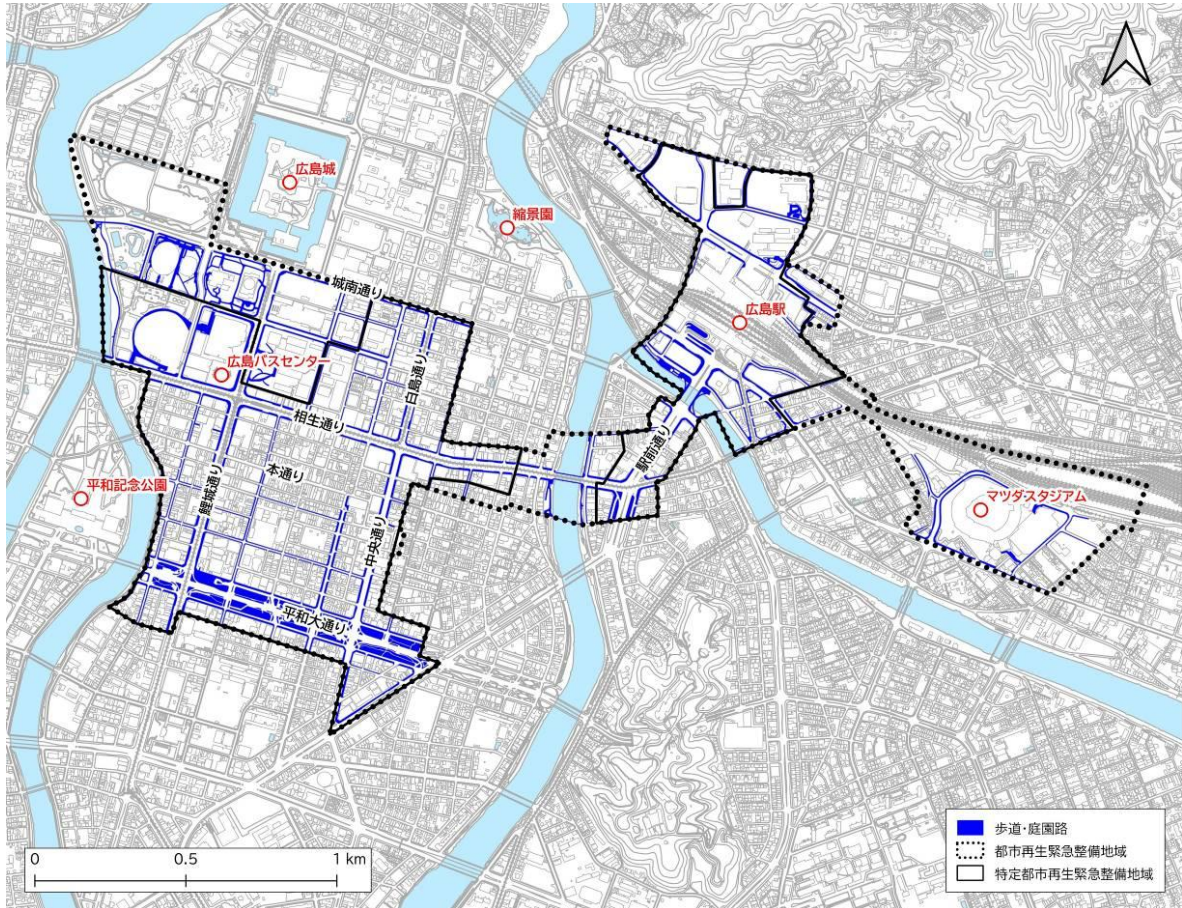 広島城
縮景園
城南通り
広島駅
広島バスセンター
白島通り
相生通り
駅前通り
本通り
鯉城通り
平和記念公園
マツダスタジアム
中央通り
平和大通り
歩道・庭園路
都市再生緊急整備地域
特定都市再生緊急整備地域
0 0.5 1 km